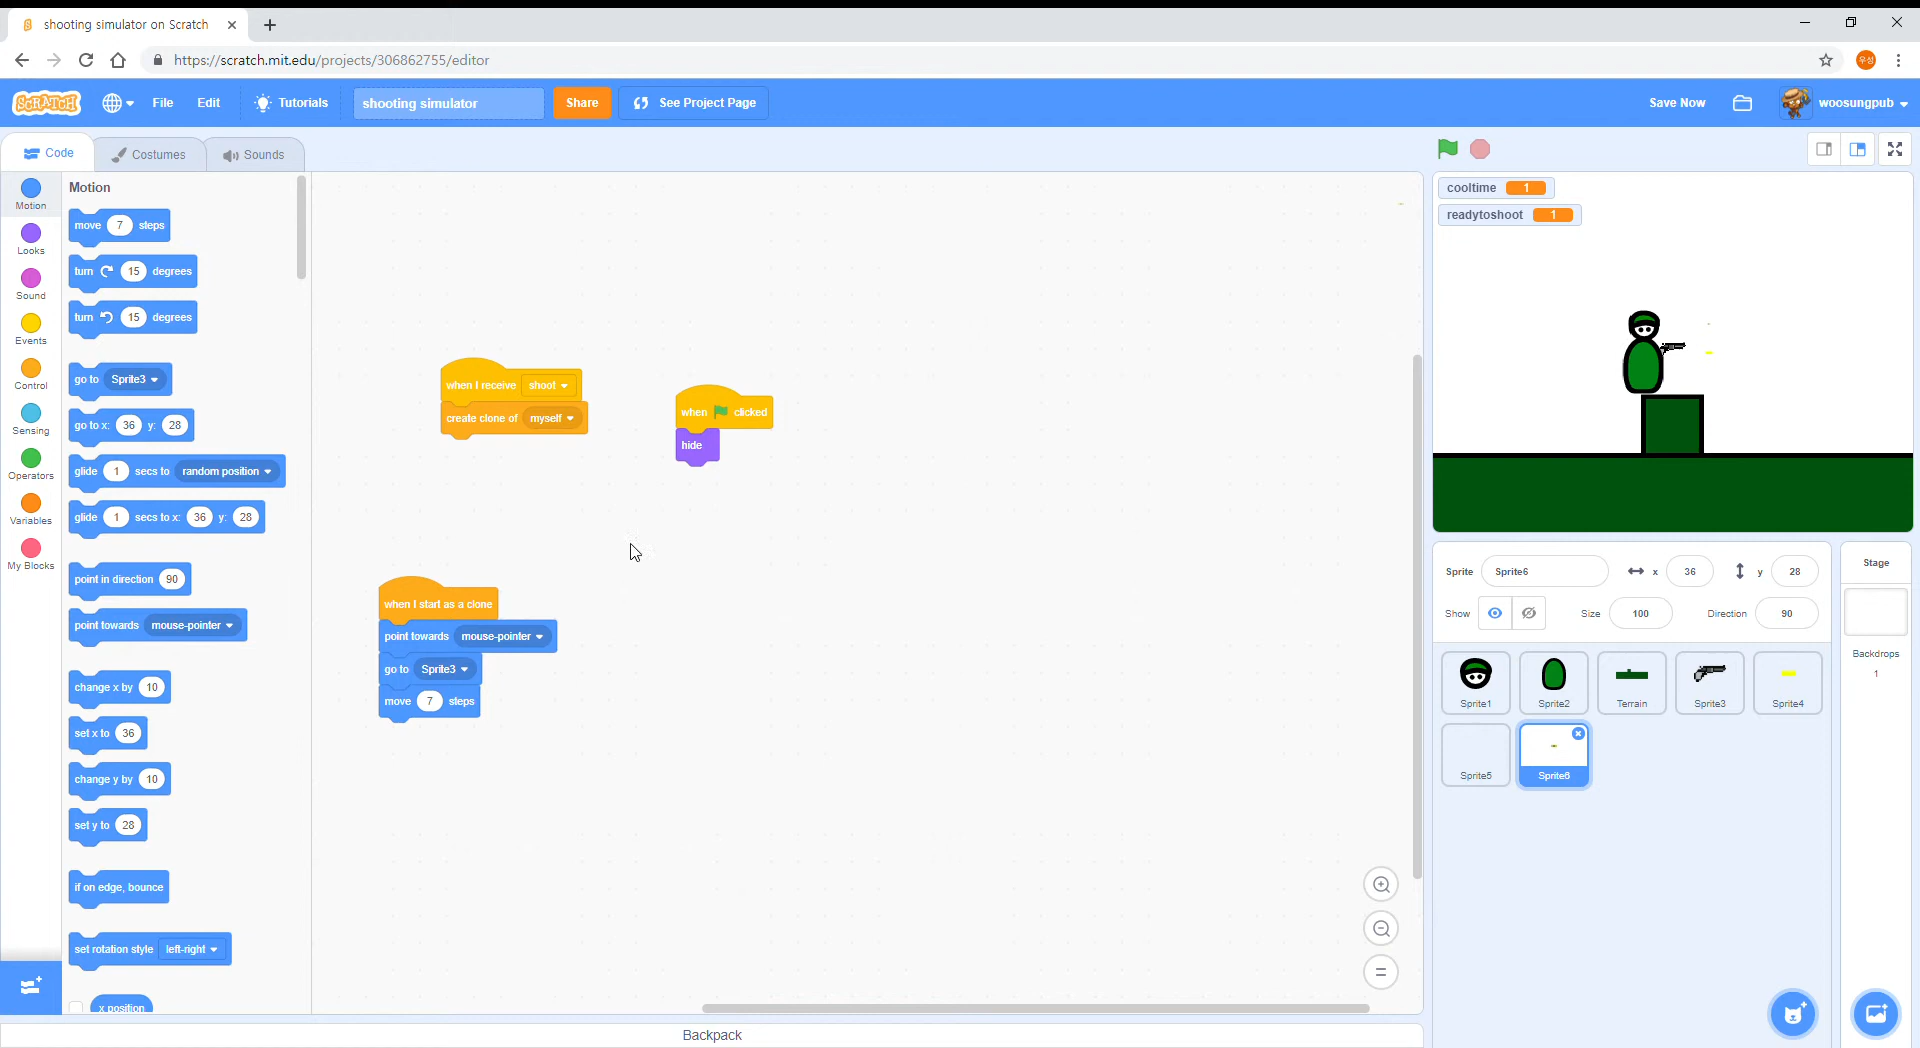 shooting simulator on Scratch
https://scratch.mit.edu/projects/306862755/editor
우성
SCRATCH
File
Edit
Tutorials
shooting simulator
Share
See Project Page
Save Now
woosungpub
Code
Costumes
Sounds
Motion
Looks
Sound
Events
Control
Sensing
Operators
Variables
My Blocks
Motion
move 7 steps
turn 15 degrees
turn 15 degrees
go to Sprite3
go to x: 36 y: 28
glide 1 secs to random position
glide 1 secs to x: 36 y: 28
point in direction 90
point towards mouse-pointer
change x by 10
set x to 36
change y by 10
set y to 28
if on edge, bounce
set rotation style left-right
x position
when I receive shoot
create clone of myself
when clicked
hide
when I start as a clone
point towards mouse-pointer
go to Sprite3
move 7 steps
Backpack
cooltime 1
readytoshoot 1
Sprite Sprite6 x 36 y 28
Show Size 100 Direction 90
Sprite1
Sprite2
Terrain
Sprite3
Sprite4
Sprite5
Sprite6
Stage
Backdrops
1